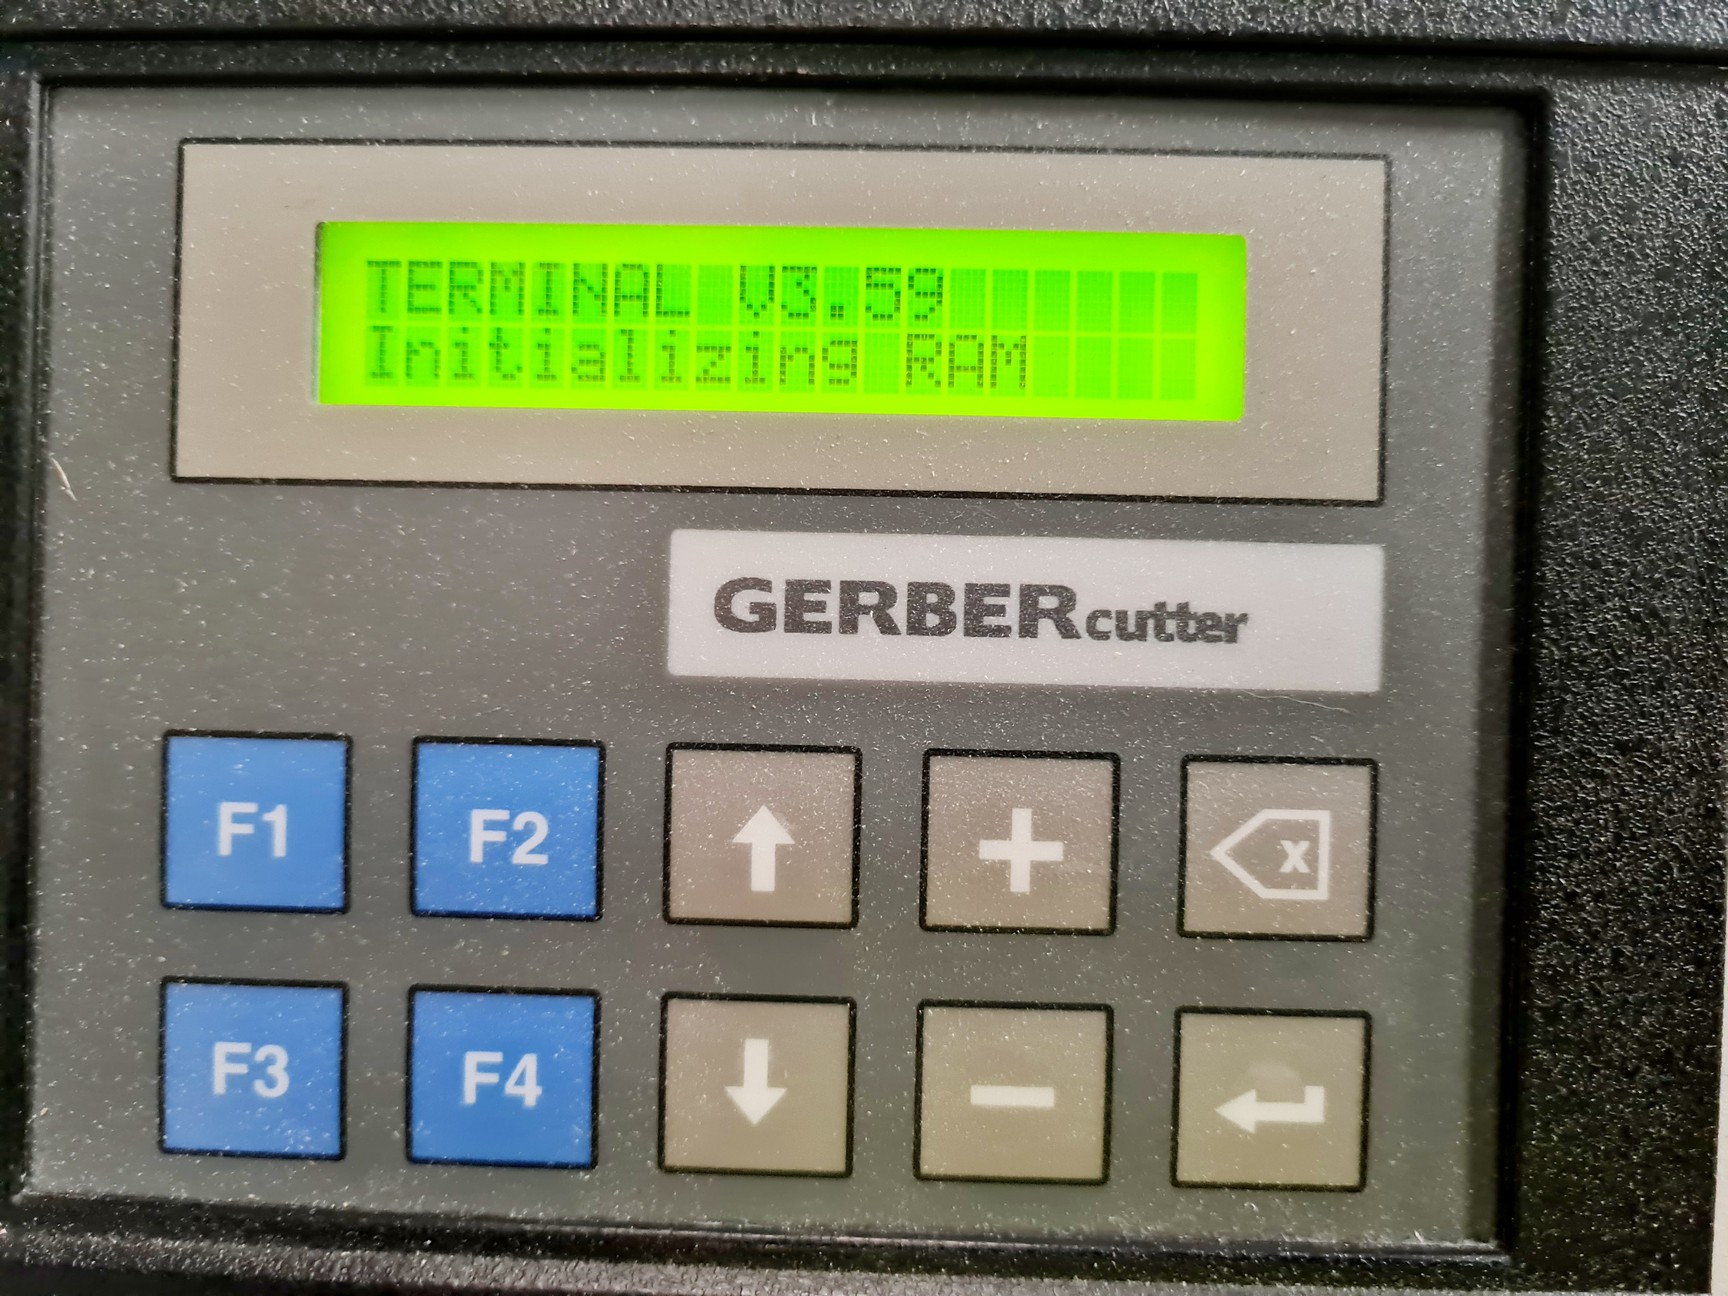 TERMINAL V3.59
Initializing RAM
GERBERcutter
F1 F2 + x
F3 F4 -